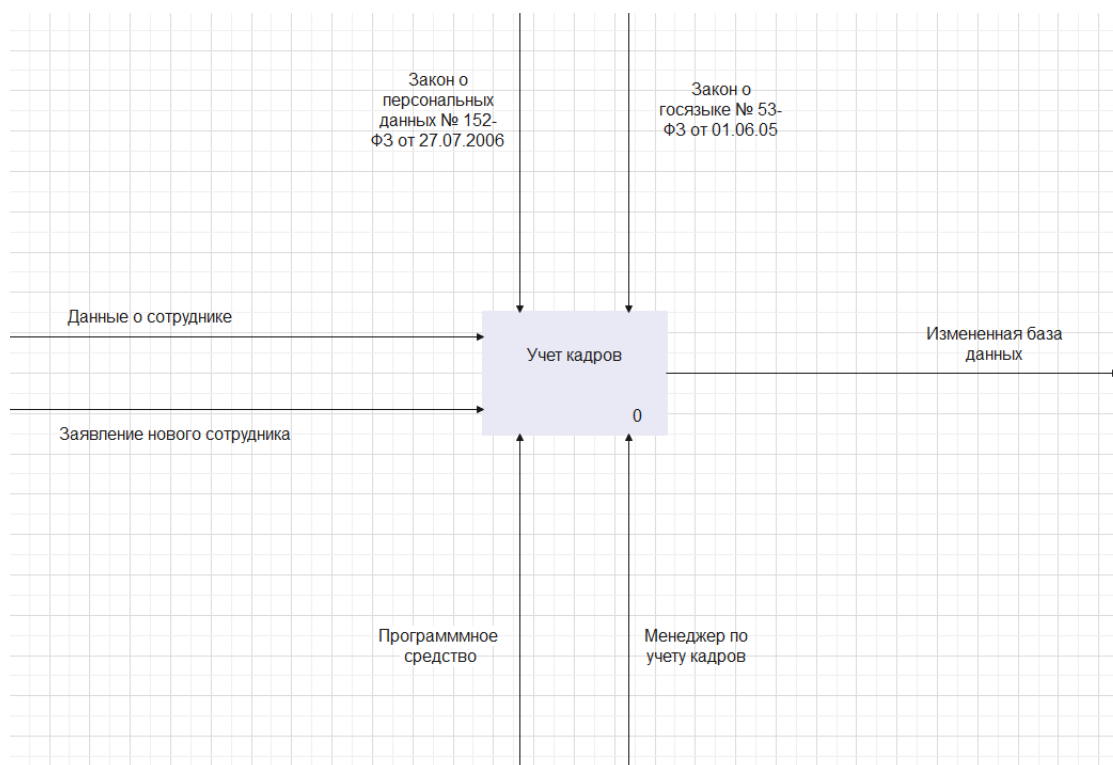 Закон о
персональных
данных № 152-
ФЗ от 27.07.2006
Закон о
госязыке № 53-
ФЗ от 01.06.05
Данные о сотруднике
Учет кадров
Измененная база
данных
0
Заявление нового сотрудника
Программмное
средство
Менеджер по
учету кадров